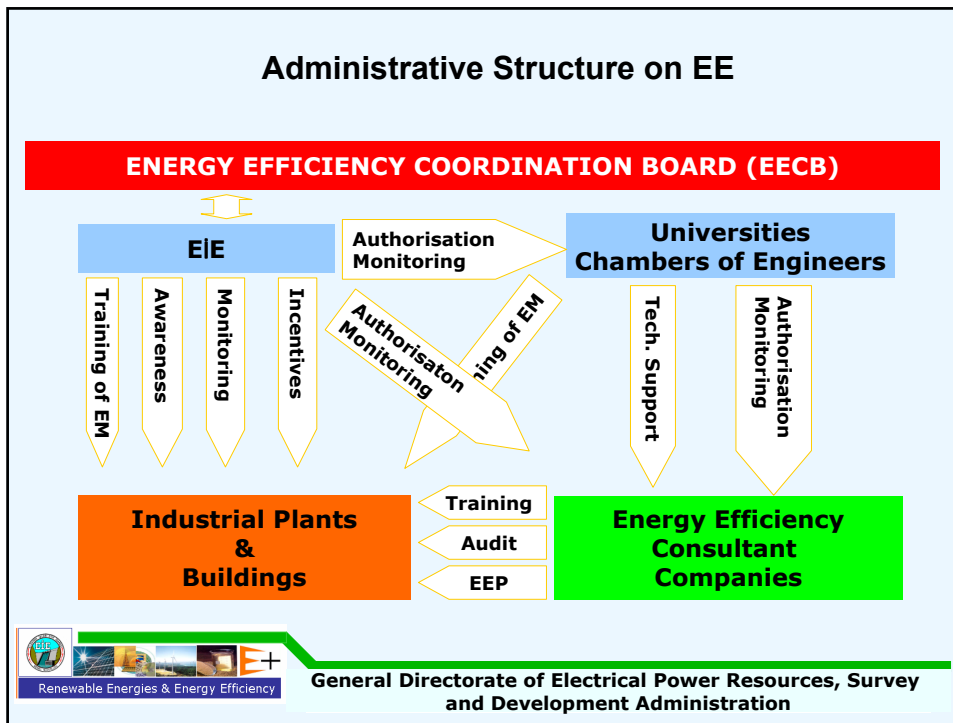 Administrative Structure on EE
ENERGY EFFICIENCY COORDINATION BOARD (EECB)
EİE
Authorisation
Monitoring
Universities
Chambers of Engineers
Training of EM
Awareness
Monitoring
Incentives
Authorisaton
Monitoring
ning of EM
Tech. Support
Authorisation
Monitoring
Industrial Plants
&
Buildings
Training
Audit
EEP
Energy Efficiency
Consultant
Companies
EIE
E+
Renewable Energies & Energy Efficiency
General Directorate of Electrical Power Resources, Survey
and Development Administration